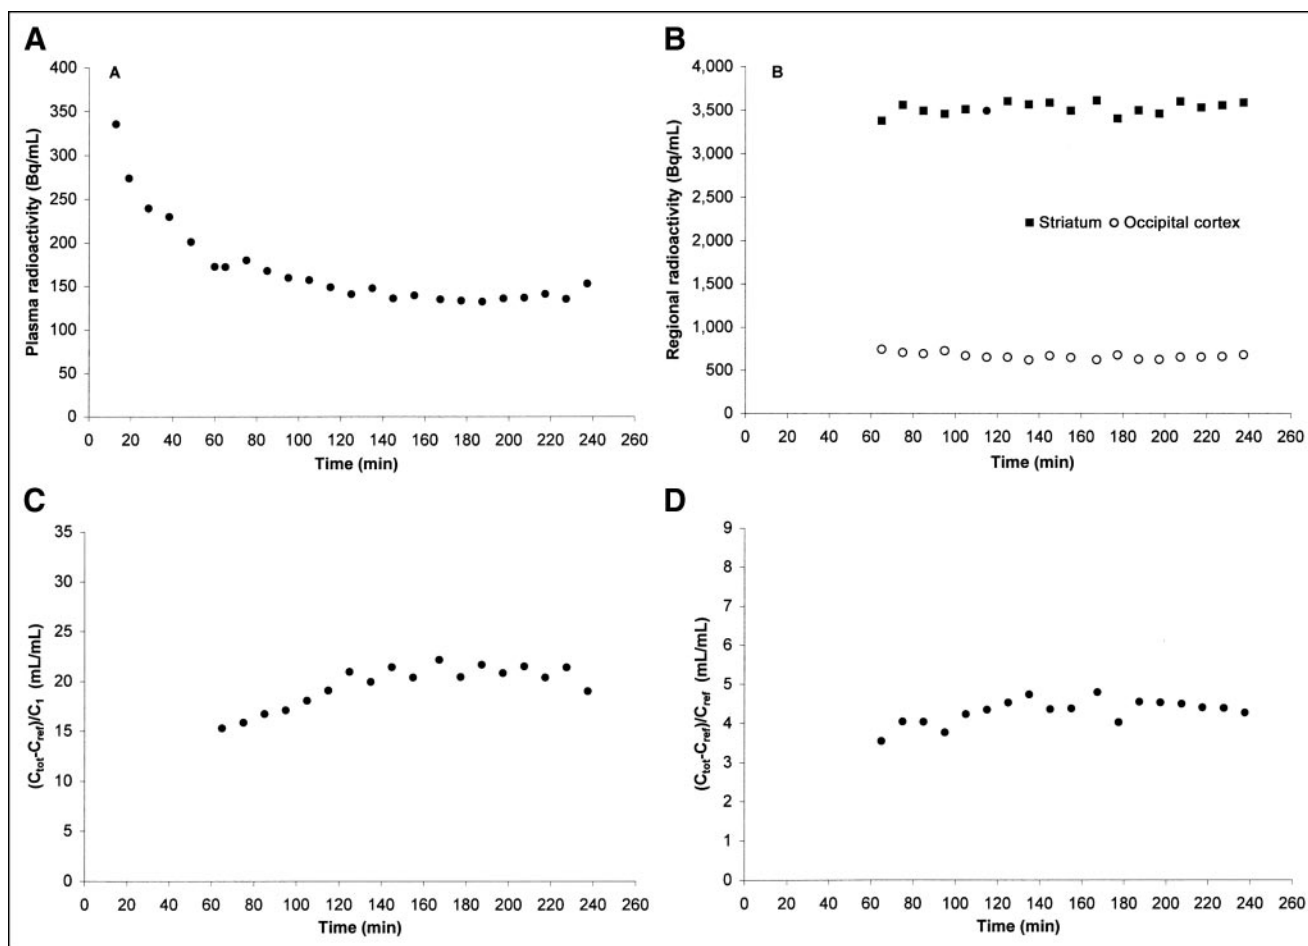 A
A
400
350
300
250
200
150
100
50
0
Plasma radioactivity (Bq/mL)
0 20 40 60 80 100 120 140 160 180 200 220 240 260
Time (min)
B
B
4,000
3,500
3,000
2,500
2,000
1,500
1,000
500
0
Regional radioactivity (Bq/mL)
Striatum Occipital cortex
0 20 40 60 80 100 120 140 160 180 200 220 240 260
Time (min)
C
35
30
25
20
15
10
5
0
(Ctot-Cref)/C1 (mL/mL)
0 20 40 60 80 100 120 140 160 180 200 220 240 260
Time (min)
D
9
8
7
6
5
4
3
2
1
0
(Ctot-Cref)/Cref (mL/mL)
0 20 40 60 80 100 120 140 160 180 200 220 240 260
Time (min)